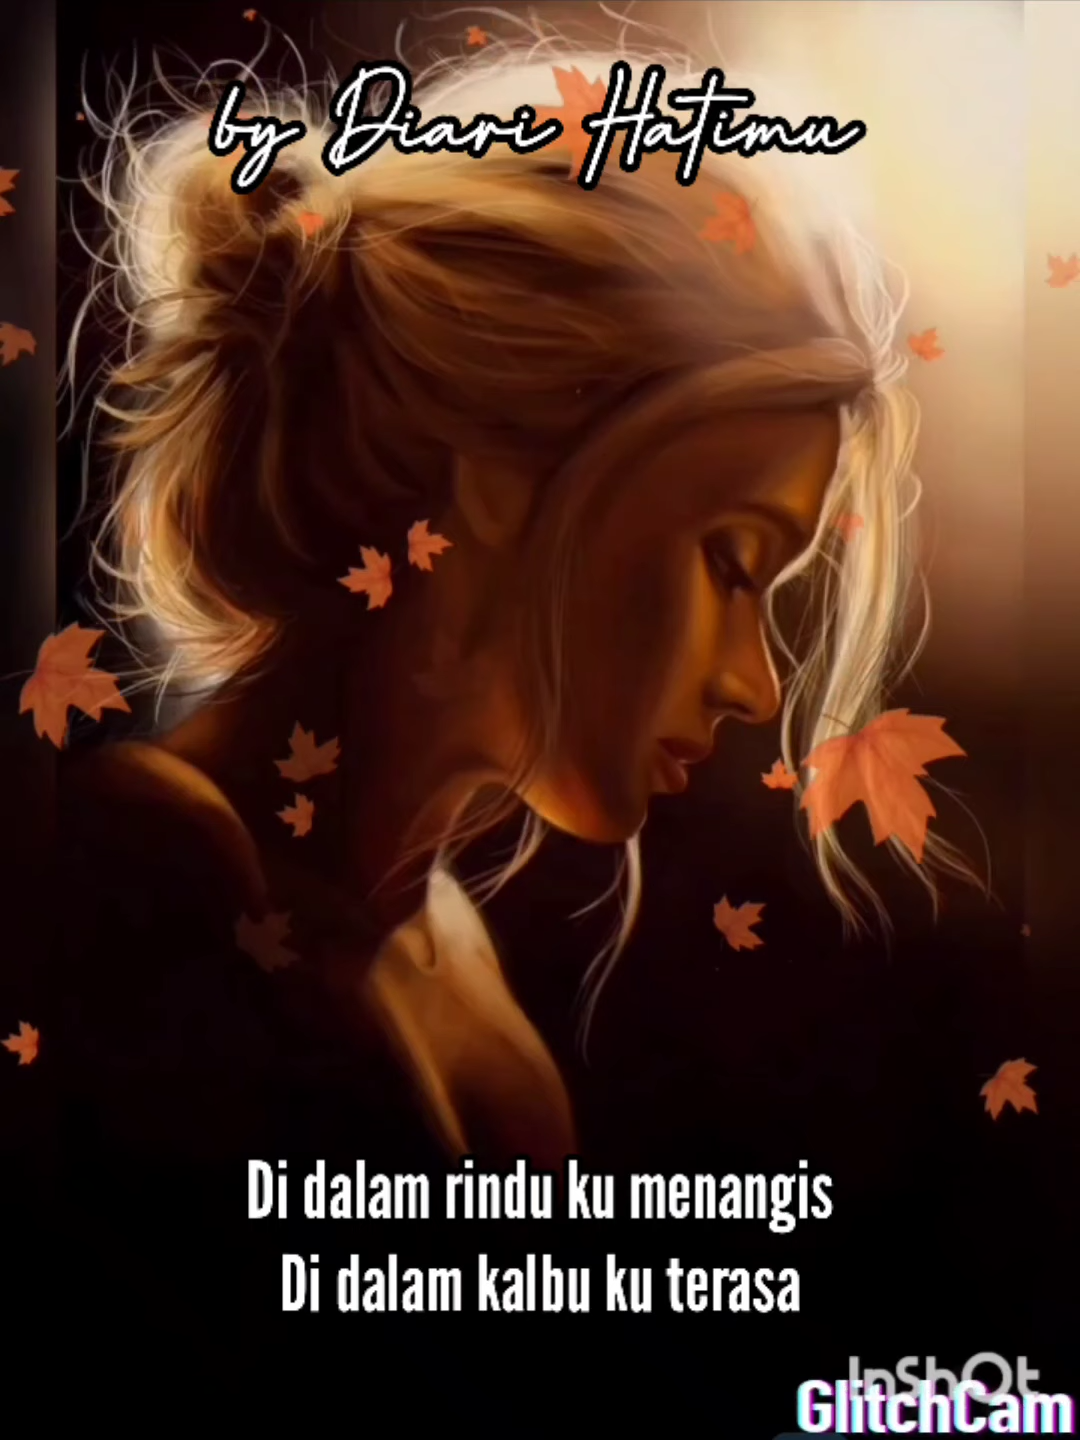 by Diari Hatimu
Di dalam rindu ku menangis
Di dalam kalbu ku terasa
InShOt
GlitchCam